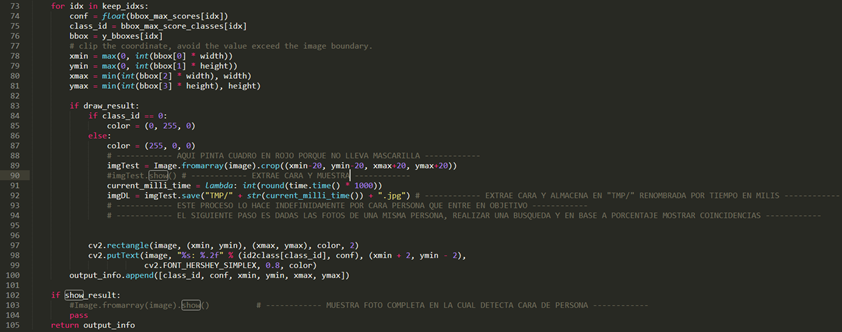 73 for idx in keep_idxs:
74 conf = float(bbox_max_scores[idx])
75 class_id = bbox_max_score_classes[idx]
76 bbox = y_bboxes[idx]
77 # clip the coordinate, avoid the value exceed the image boundary.
78 xmin = max(0, int(bbox[0] * width))
79 ymin = max(0, int(bbox[1] * height))
80 xmax = min(int(bbox[2] * width), width)
81 ymax = min(int(bbox[3] * height), height)
82
83 if draw_result:
84 if class_id == 0:
85 color = (0, 255, 0)
86 else:
87 color = (255, 0, 0)
88 # ------------ AQUI PINTA CUADRO EN ROJO PORQUE NO LLEVA MASCARILLA ------------
89 imgTest = Image.fromarray(image).crop((xmin-20, ymin-20, xmax+20, ymax+20))
90 #imgTest.show() # ------------ EXTRAE CARA Y MUESTRA ------------
91 current_milli_time = lambda: int(round(time.time() * 1000))
92 imgDL = imgTest.save("TMP/" + str(current_milli_time()) + ".jpg") # ------------ EXTRAE CARA Y ALMACENA EN "TMP/" RENOMBRADA POR TIEMPO EN MILIS ------------
93 # ------------ ESTE PROCESO LO HACE INDEFINIDAMENTE POR CARA PERSONA QUE ENTRE EN OBJETIVO ------------
94 # ------------ EL SIGUIENTE PASO ES DADAS LAS FOTOS DE UNA MISMA PERSONA, REALIZAR UNA BUSQUEDA Y EN BASE A PORCENTAJE MOSTRAR COINCIDENCIAS ------------
95
96
97 cv2.rectangle(image, (xmin, ymin), (xmax, ymax), color, 2)
98 cv2.putText(image, "%s: %.2f" % (id2class[class_id], conf), (xmin + 2, ymin - 2),
99 cv2.FONT_HERSHEY_SIMPLEX, 0.8, color)
100 output_info.append([class_id, conf, xmin, ymin, xmax, ymax])
101
102 if show_result:
103 #Image.fromarray(image).show() # ------------ MUESTRA FOTO COMPLETA EN LA CUAL DETECTA CARA DE PERSONA ------------
104 pass
105 return output_info